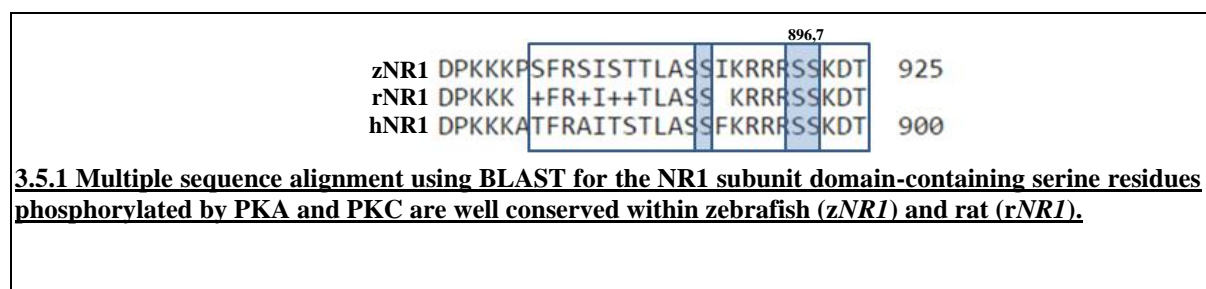 896,7
zNR1 DPKKKPSFRSISTTLASSIKRRRSSKDT 925
rNR1 DPKKK +FR+I++TLASS KRRRSSKDT
hNR1 DPKKKATFRAITSTLASSFKRRRSSKDT 900
3.5.1 Multiple sequence alignment using BLAST for the NR1 subunit domain-containing serine residues
phosphorylated by PKA and PKC are well conserved within zebrafish (zNR1) and rat (rNR1).